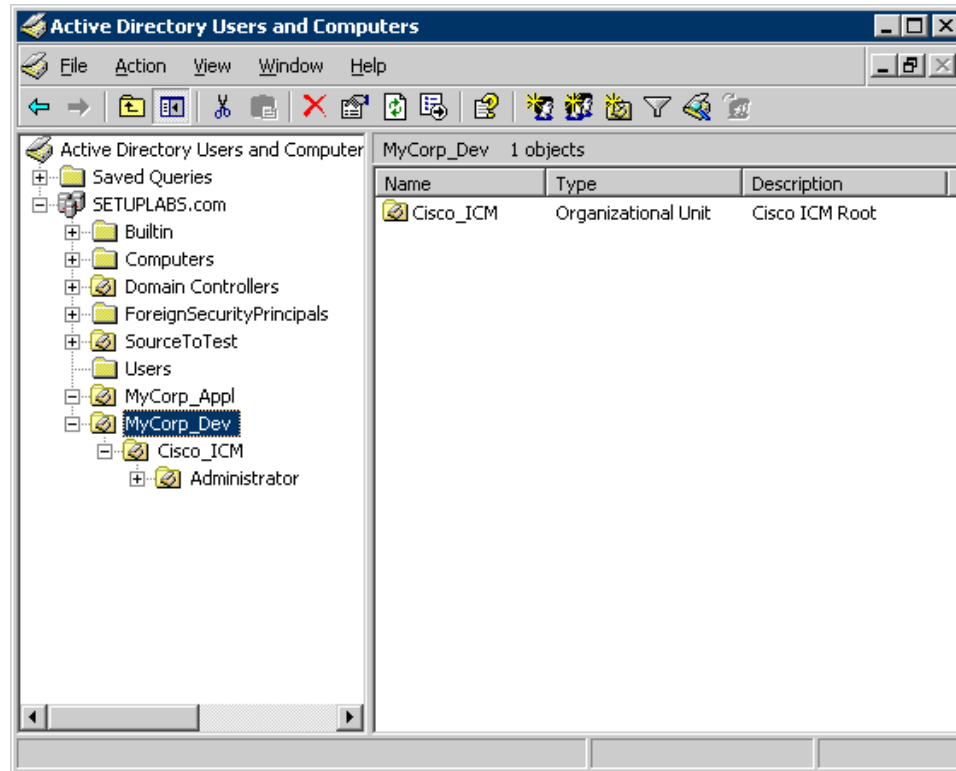 Active Directory Users and Computers
File Action View Window Help
Active Directory Users and Computer
Saved Queries
SETUPLABS.com
Builtin
Computers
Domain Controllers
ForeignSecurityPrincipals
SourceToTest
Users
MyCorp_Appl
MyCorp_Dev
Cisco_ICM
Administrator
MyCorp_Dev 1 objects
Name Type Description
Cisco_ICM Organizational Unit Cisco ICM Root